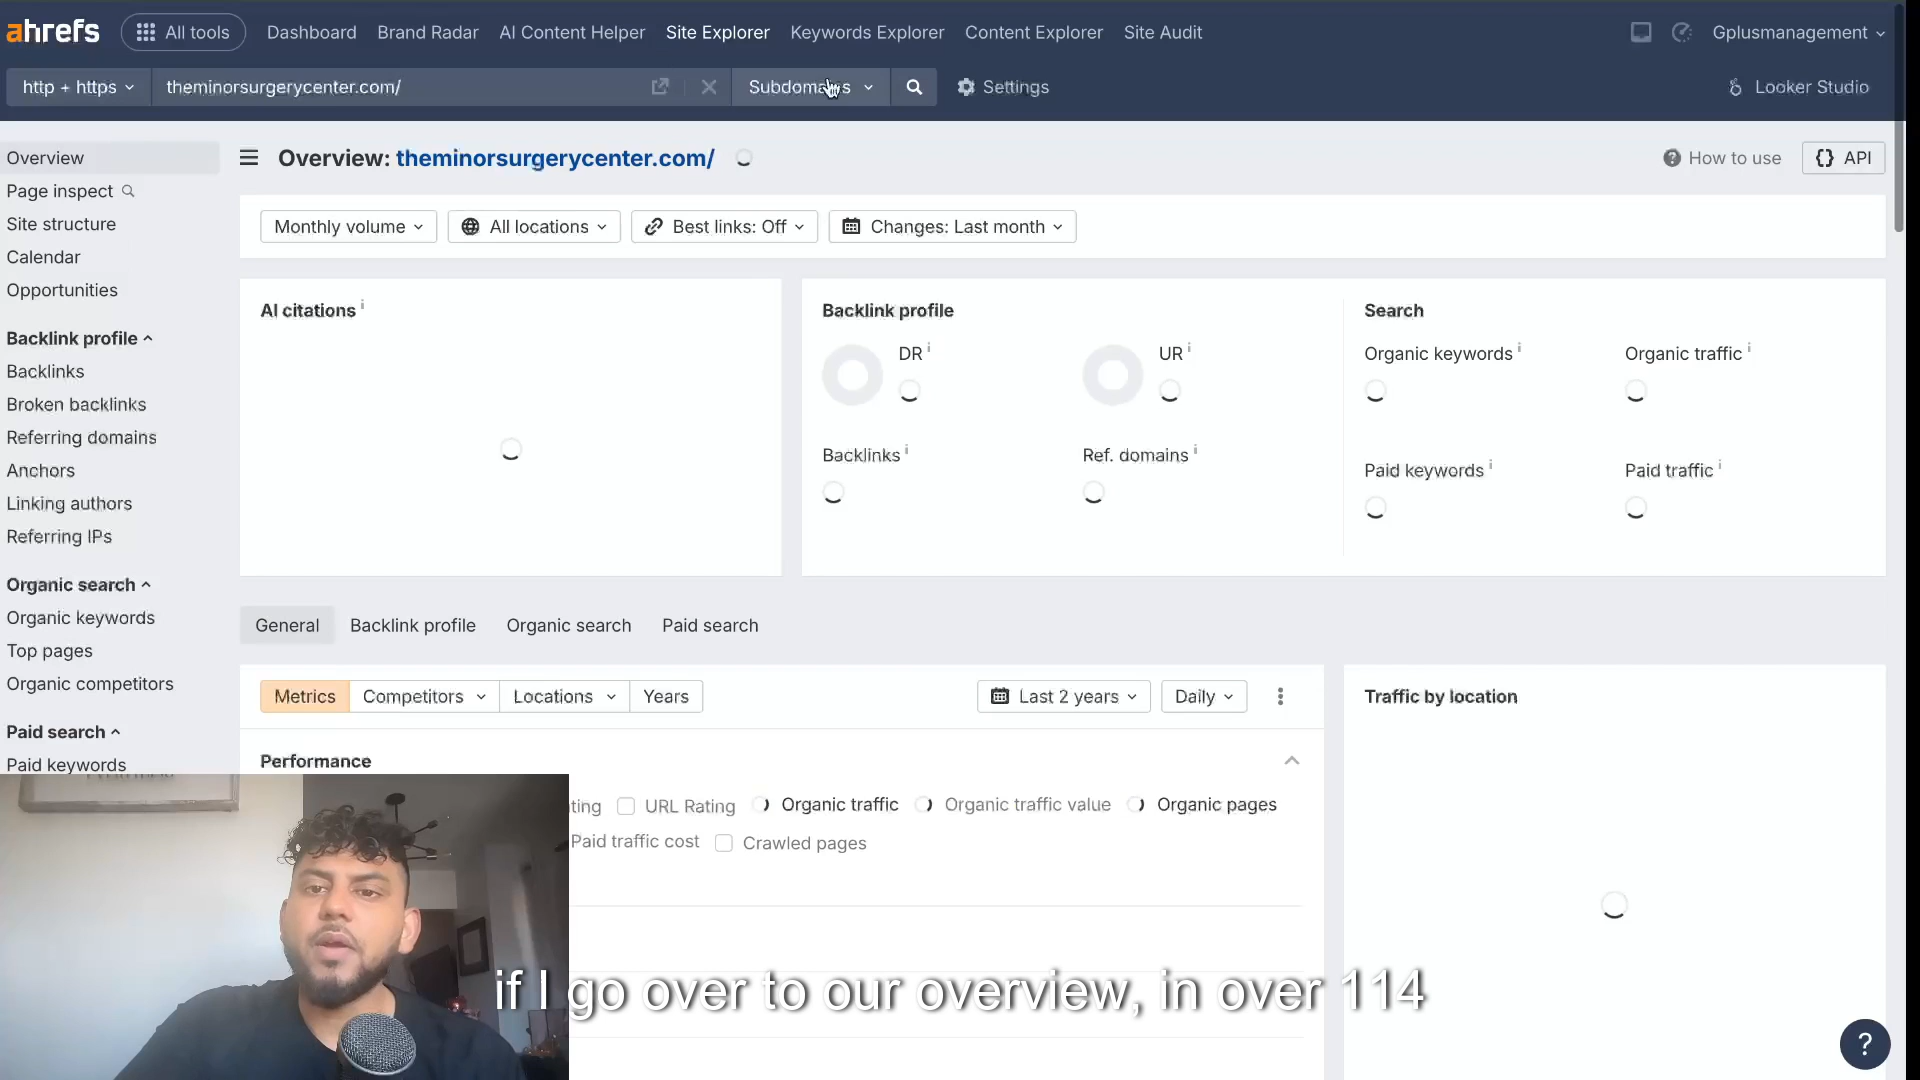 ahrefs
All tools
Dashboard
Brand Radar
AI Content Helper
Site Explorer
Keywords Explorer
Content Explorer
Site Audit
Gplusmanagement
http + https
theminorsurgerycenter.com/
Subdomains
Settings
Looker Studio
Overview
Page inspect
Site structure
Calendar
Opportunities
Backlink profile
Backlinks
Broken backlinks
Referring domains
Anchors
Linking authors
Referring IPs
Organic search
Organic keywords
Top pages
Organic competitors
Paid search
Paid keywords
Overview: theminorsurgerycenter.com/
How to use
{} API
Monthly volume
All locations
Best links: Off
Changes: Last month
AI citations i
Backlink profile
DR i
UR i
Backlinks i
Ref. domains i
Search
Organic keywords i
Organic traffic i
Paid keywords i
Paid traffic i
General
Backlink profile
Organic search
Paid search
Metrics
Competitors
Locations
Years
Last 2 years
Daily
Traffic by location
Performance
ting
URL Rating
Organic traffic
Organic traffic value
Organic pages
Paid traffic cost
Crawled pages
if I go over to our overview, in over 114
?